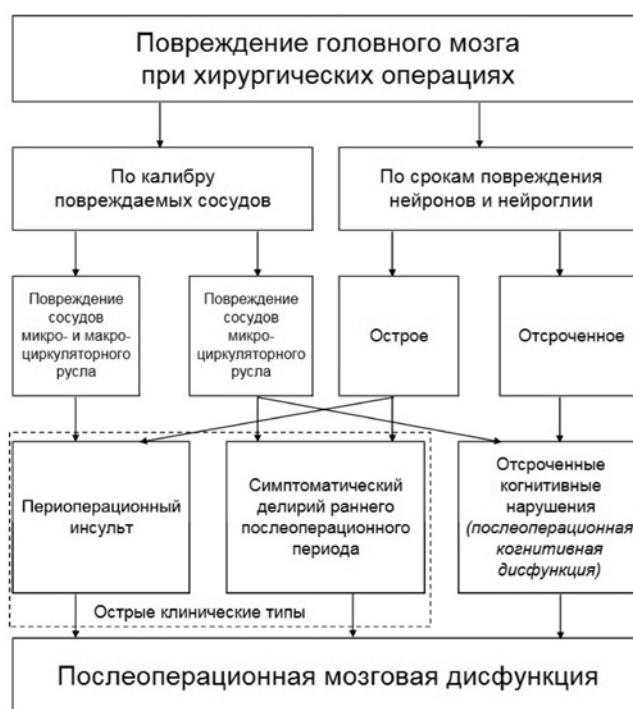 Повреждение головного мозга
при хирургических операциях
По калибру
повреждаемых сосудов
По срокам повреждения
нейронов и нейроглии
Повреждение
сосудов
микро- и макро-
циркуляторного
русла
Повреждение
сосудов
микро-
циркуляторного
русла
Острое
Отсроченное
Периоперационный
инсульт
Симптоматический
делирий раннего
послеоперационного
периода
Отсроченные
когнитивные
нарушения
(послеоперационная
когнитивная
дисфункция)
Острые клинические типы
Послеоперационная мозговая дисфункция